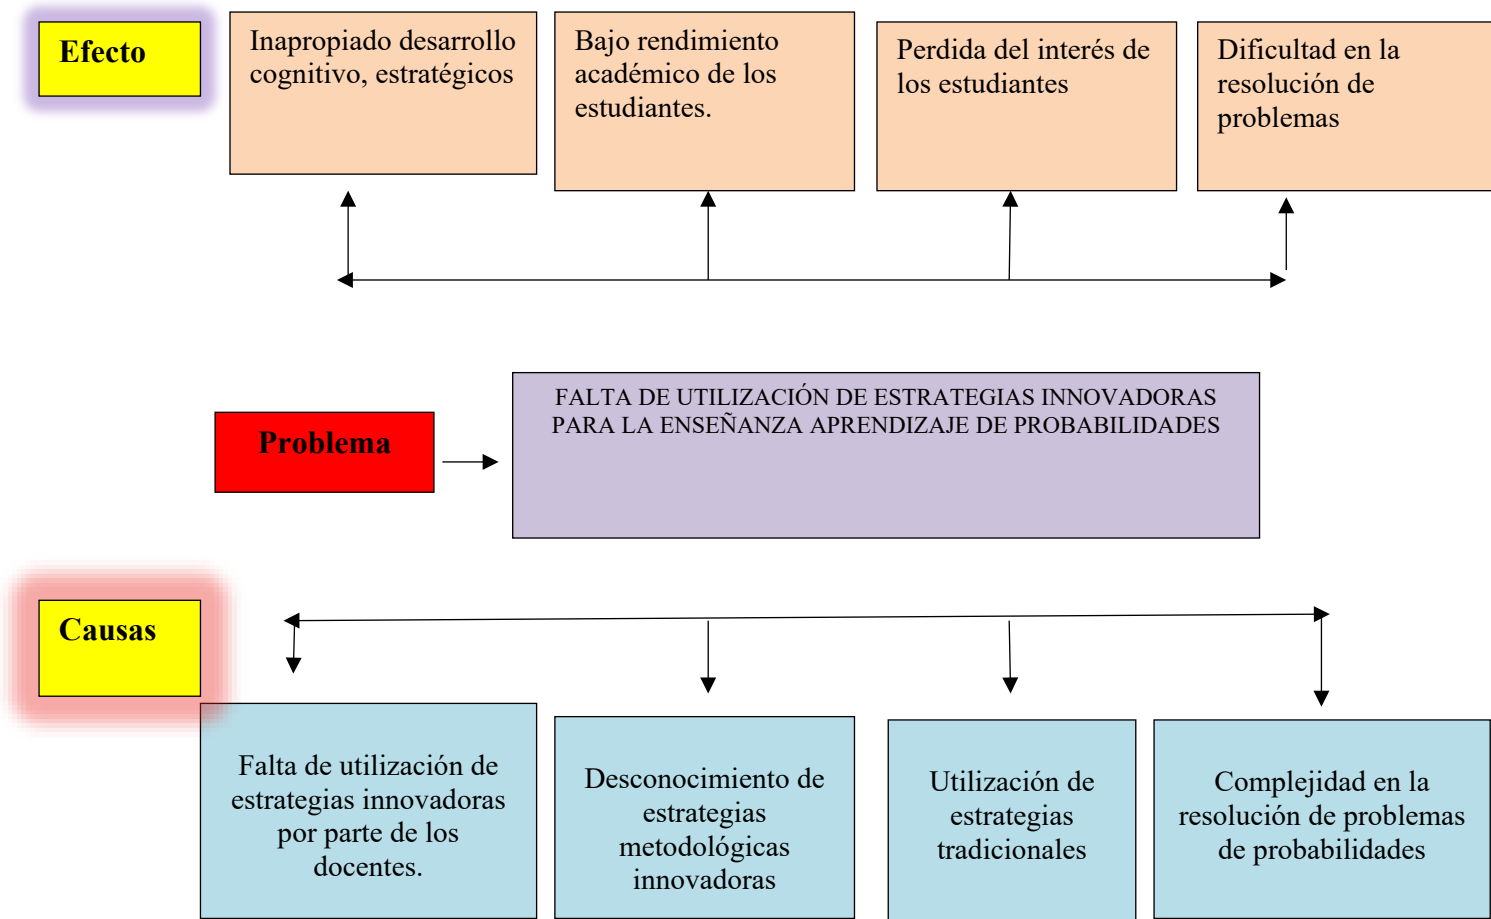 Efecto
Inapropiado desarrollo
cognitivo, estratégicos
Bajo rendimiento
académico de los
estudiantes.
Perdida del interés de
los estudiantes
Dificultad en la
resolución de
problemas
Problema
FALTA DE UTILIZACIÓN DE ESTRATEGIAS INNOVADORAS
PARA LA ENSEÑANZA APRENDIZAJE DE PROBABILIDADES
Causas
Falta de utilización de
estrategias innovadoras
por parte de los
docentes.
Desconocimiento de
estrategias
metodológicas
innovadoras
Utilización de
estrategias
tradicionales
Complejidad en la
resolución de problemas
de probabilidades